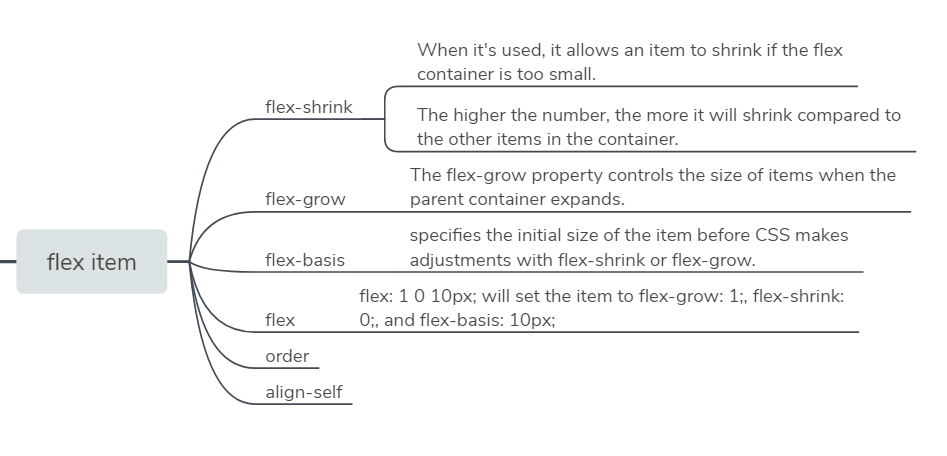 When it's used, it allows an item to shrink if the flex
container is too small.
flex-shrink
The higher the number, the more it will shrink compared to
the other items in the container.
The flex-grow property controls the size of items when the
flex-grow
parent container expands.
specifies the initial size of the item before CSS makes
flex item
flex-basis
adjustments with flex-shrink or flex-grow.
flex: 1 0 10px; will set the item to flex-grow: 1;, flex-shrink:
flex
0;, and flex-basis: 10px;
order
align-self